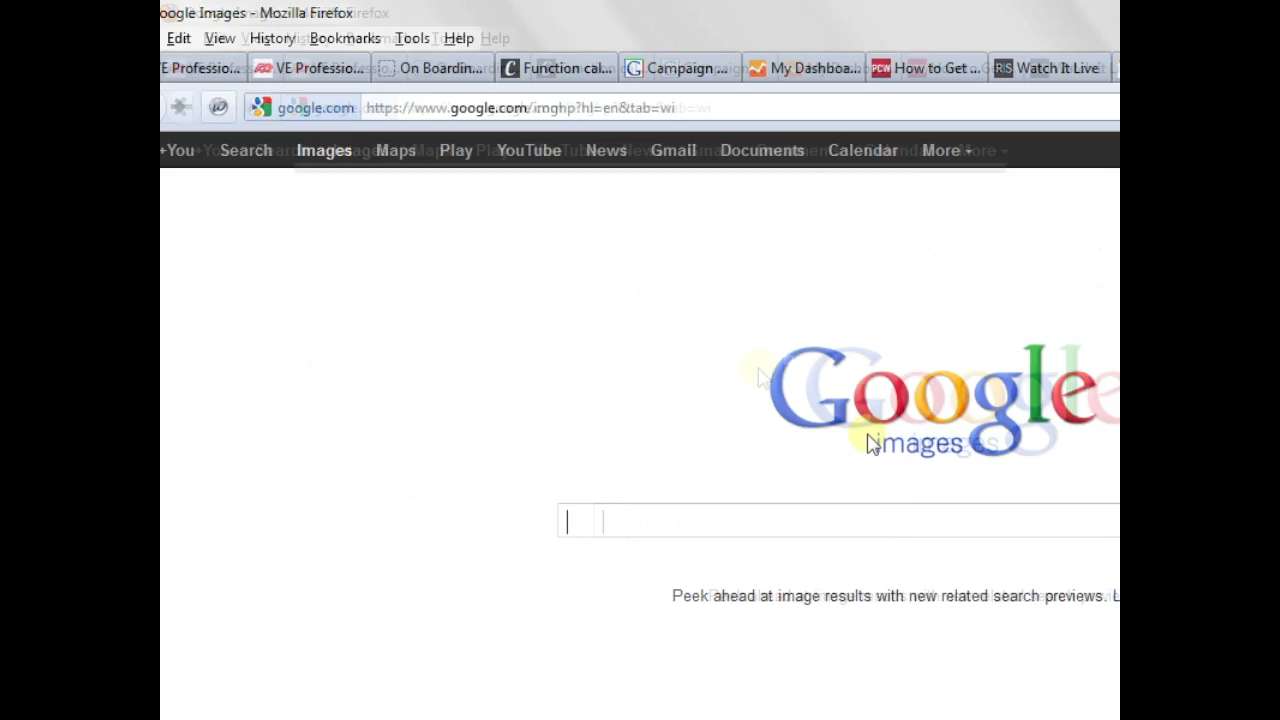 oogle Images - Mozilla Firefox
Edit View History Bookmarks Tools Help
E Professio... VE Professio... On Boardin... Function cal... Campaign ... My Dashboa... PCW How to Get ... RIS Watch It Live
google.com https://www.google.com/imghp?hl=en&tab=wi
+You Search Images Maps Play YouTube News Gmail Documents Calendar More
Google
images
Peek ahead at image results with new related search previews. L